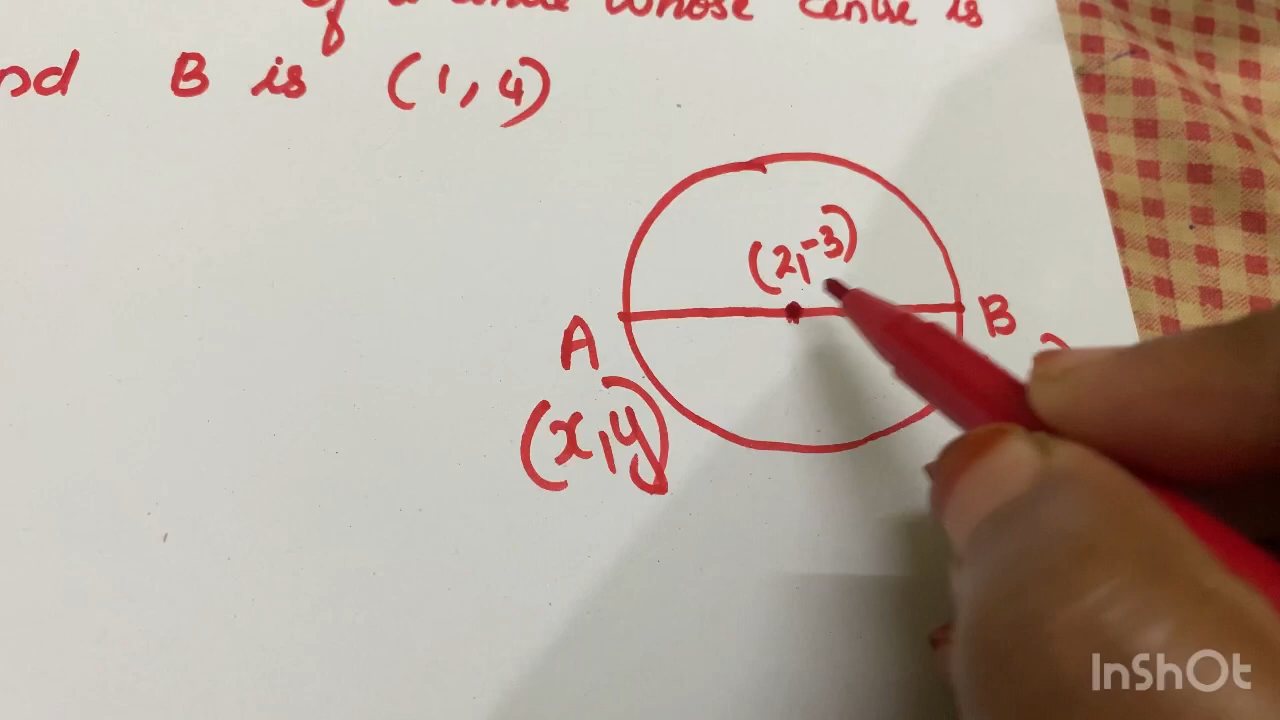 whose centre is
B is (1, 4)
(2, -3)
A
B
(x, y)
InShOt